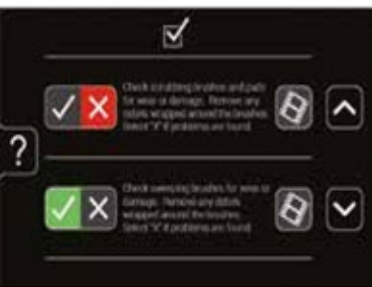 Check scrubbing brushes and pads
for wear or damage. Remove any
debris wrapped around the brushes.
Select "X" if problems are found.
?
Check sweeping brushes for wear or
damage. Remove any debris
wrapped around the brushes.
Select "X" if problems are found.